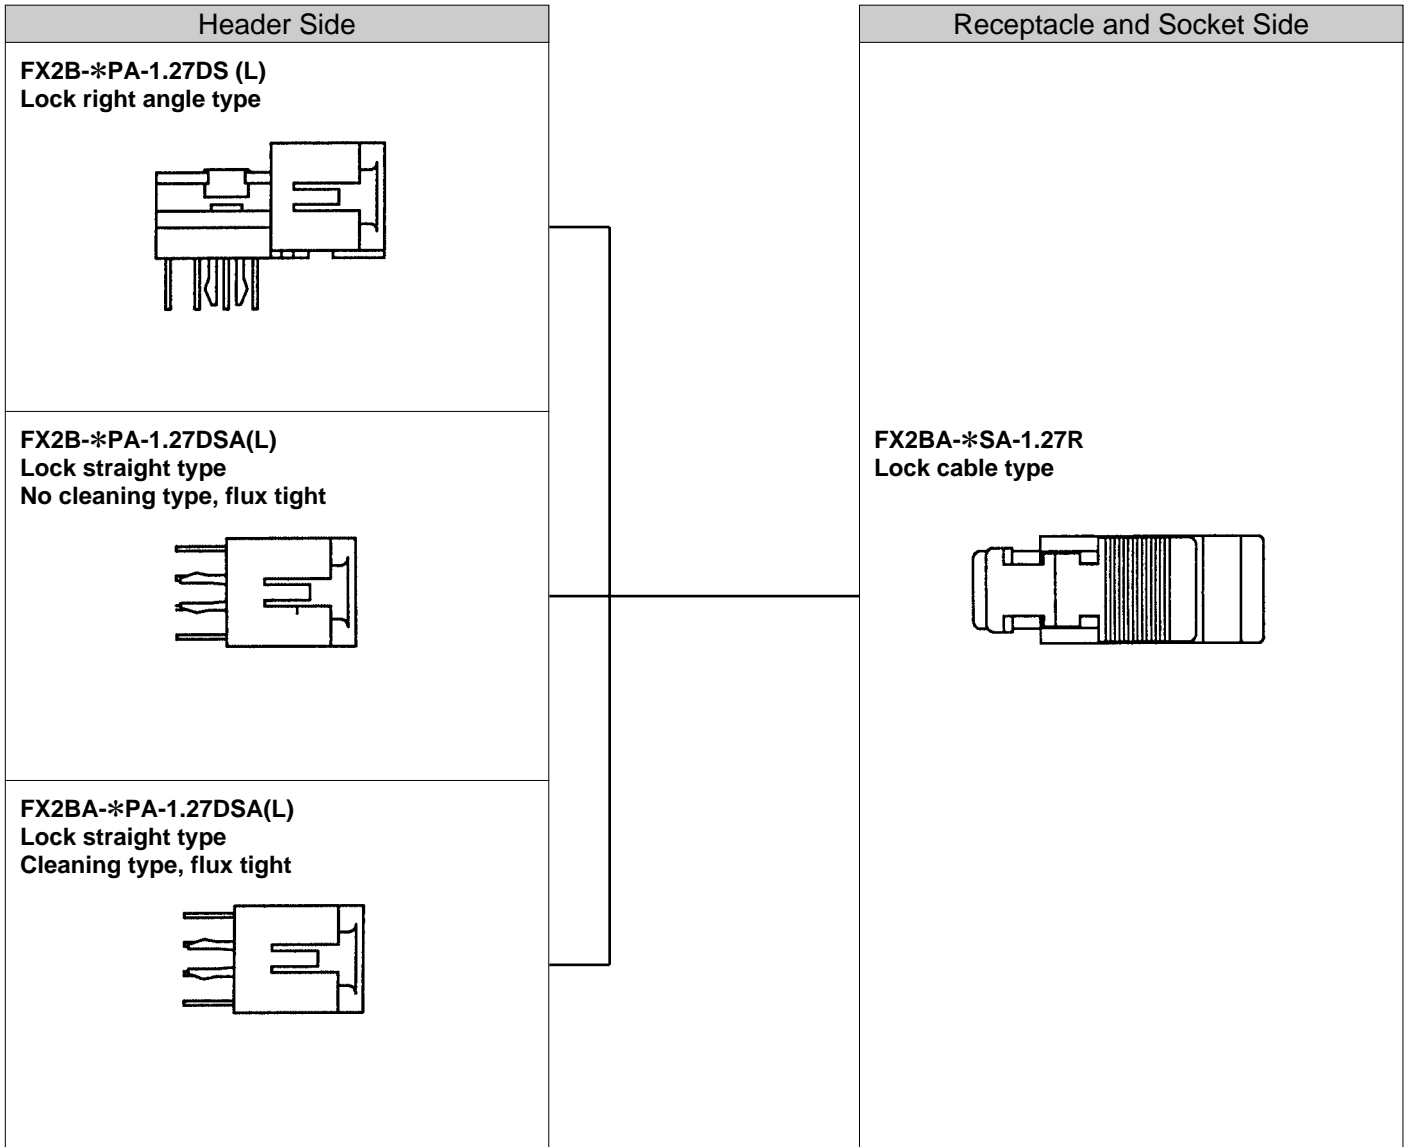 Header Side
FX2B-*PA-1.27DS (L)
Lock right angle type
FX2B-*PA-1.27DSA(L)
Lock straight type
No cleaning type, flux tight
FX2BA-*PA-1.27DSA(L)
Lock straight type
Cleaning type, flux tight
Receptacle and Socket Side
FX2BA-*SA-1.27R
Lock cable type